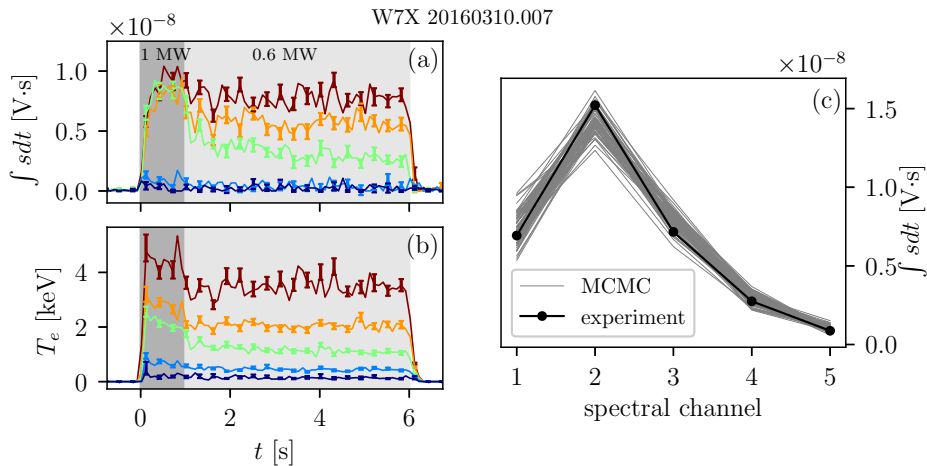 W7X 20160310.007
×10−8
1 MW
0.6 MW
(a)
1.0
0.5
0.0
∫ sdt [V·s]
(b)
4
2
0
Te [keV]
0
2
4
6
t [s]
×10−8
(c)
1.5
1.0
0.5
0.0
∫ sdt [V·s]
MCMC
experiment
1
2
3
4
5
spectral channel